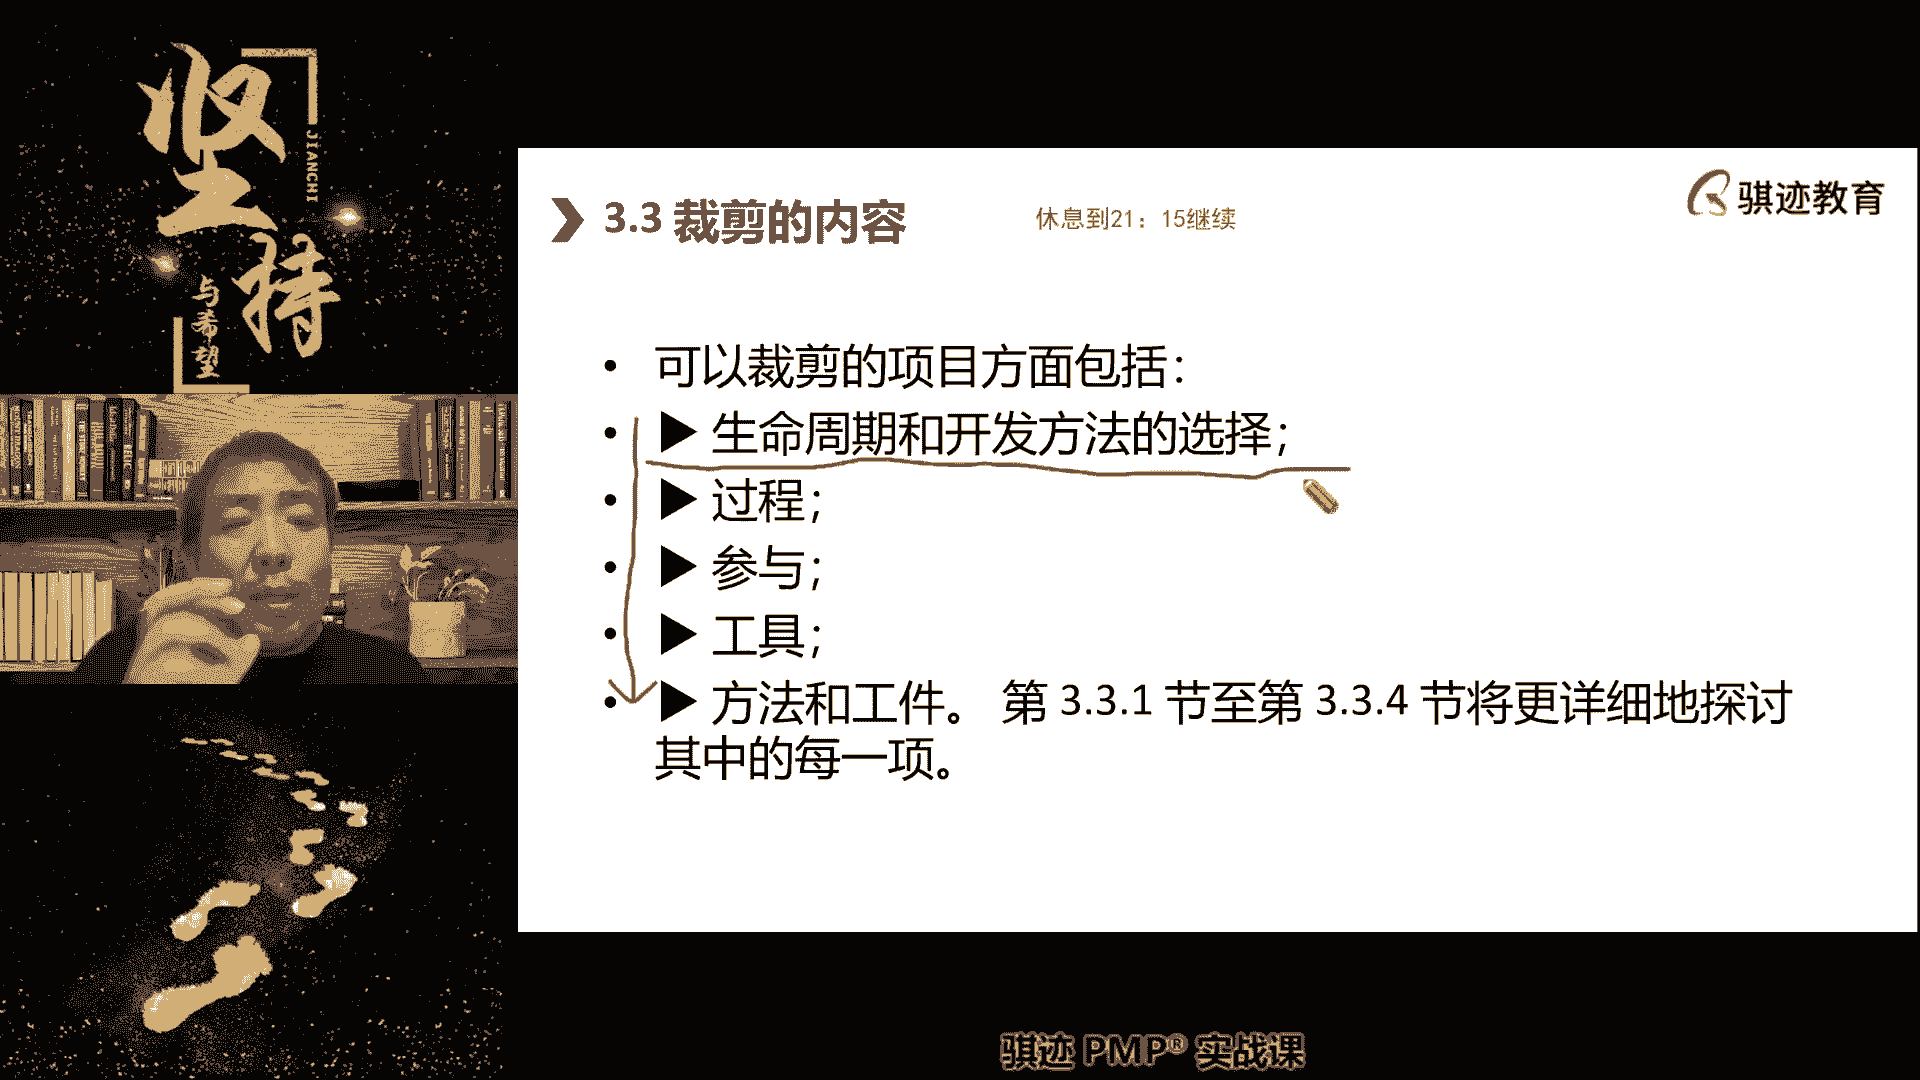 坚持
JIANCHI
与希望
3.3 裁剪的内容
休息到21：15继续
骐迹教育
• 可以裁剪的项目方面包括：
• ▶ 生命周期和开发方法的选择；
• ▶ 过程；
• ▶ 参与；
• ▶ 工具；
• ▶ 方法和工件。 第 3.3.1 节至第 3.3.4 节将更详细地探讨
其中的每一项。
骐迹 PMP® 实战课